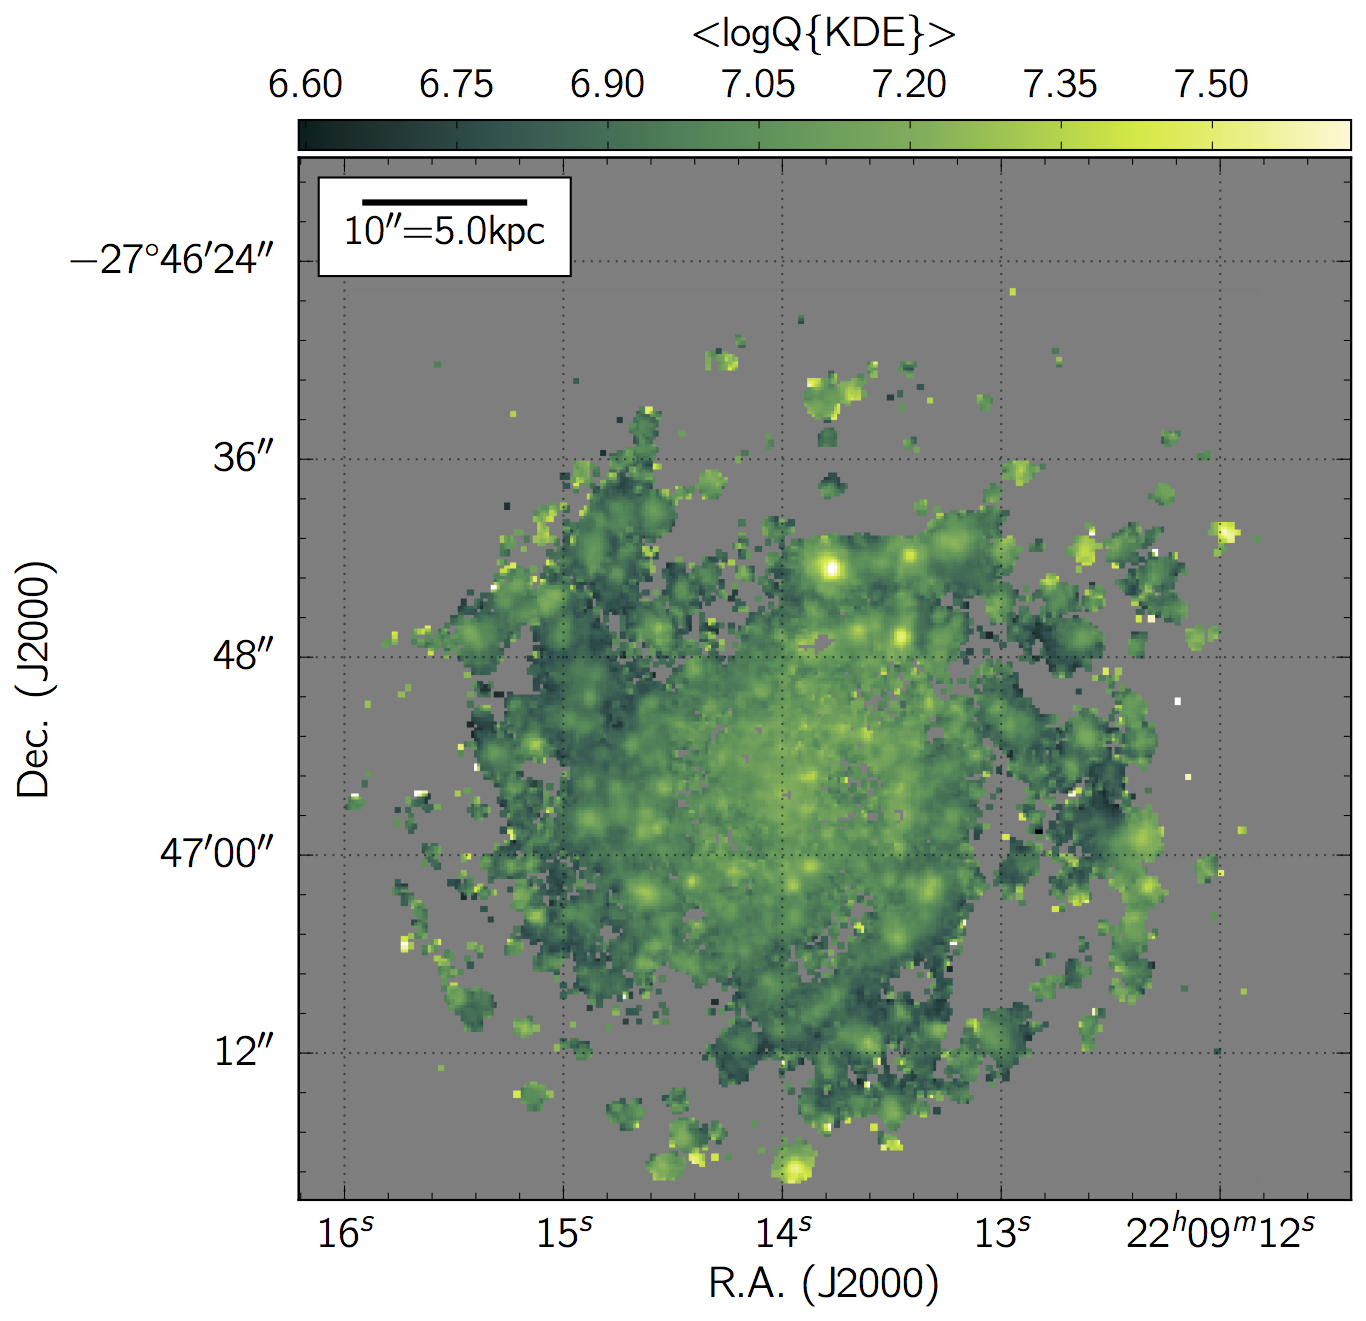 <logQ{KDE}>
6.60 6.75 6.90 7.05 7.20 7.35 7.50
10″=5.0kpc
−27°46′24″
36″
48″
47′00″
12″
Dec. (J2000)
16ˢ 15ˢ 14ˢ 13ˢ 22ʰ09ᵐ12ˢ
R.A. (J2000)